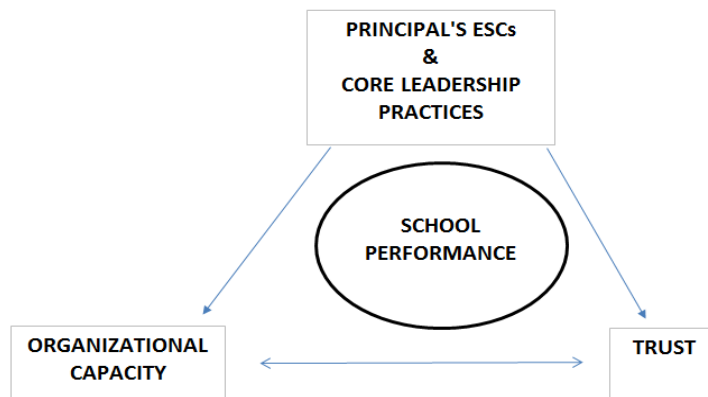 PRINCIPAL'S ESCs
&
CORE LEADERSHIP
PRACTICES
SCHOOL
PERFORMANCE
ORGANIZATIONAL
CAPACITY
TRUST